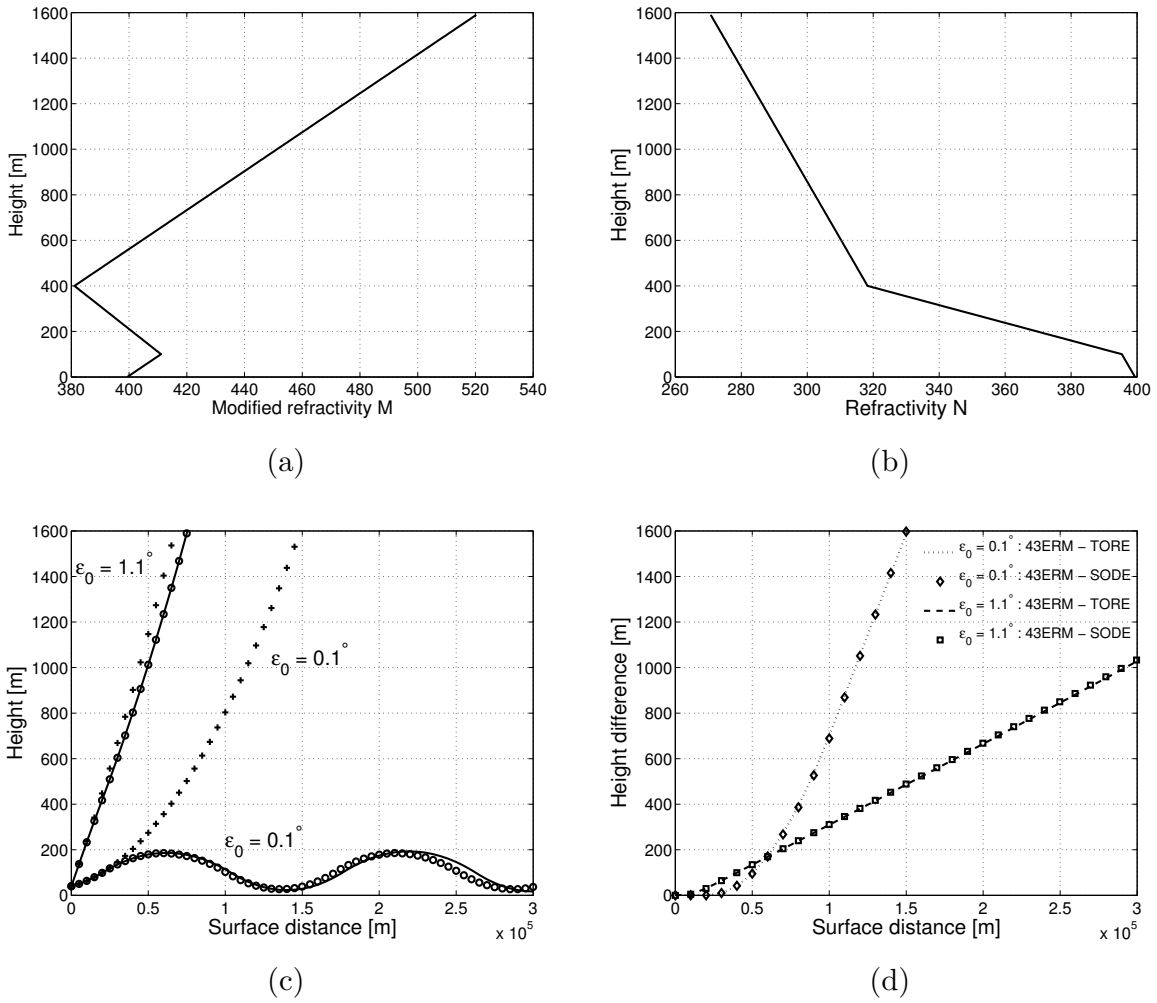 1600
1400
1200
1000
800
600
400
200
0
Height [m]
380 400 420 440 460 480 500 520 540
Modified refractivity M
(a)
1600
1400
1200
1000
800
600
400
200
0
Height [m]
260 280 300 320 340 360 380 400
Refractivity N
(b)
1600
1400
1200
1000
800
600
400
200
0
Height [m]
ε0 = 1.1°
ε0 = 0.1°
ε0 = 0.1°
0 0.5 1 1.5 2 2.5 3
Surface distance [m]
x 10^5
(c)
1600
1400
1200
1000
800
600
400
200
0
Height difference [m]
ε0 = 0.1° : 43ERM − TORE
ε0 = 0.1° : 43ERM − SODE
ε0 = 1.1° : 43ERM − TORE
ε0 = 1.1° : 43ERM − SODE
0 0.5 1 1.5 2 2.5 3
Surface distance [m]
x 10^5
(d)